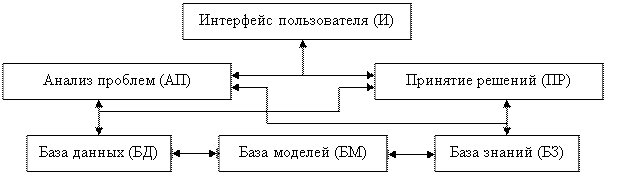 Интерфейс пользователя (И)
Анализ проблем (АП)
Принятие решений (ПР)
База данных (БД)
База моделей (БМ)
База знаний (БЗ)